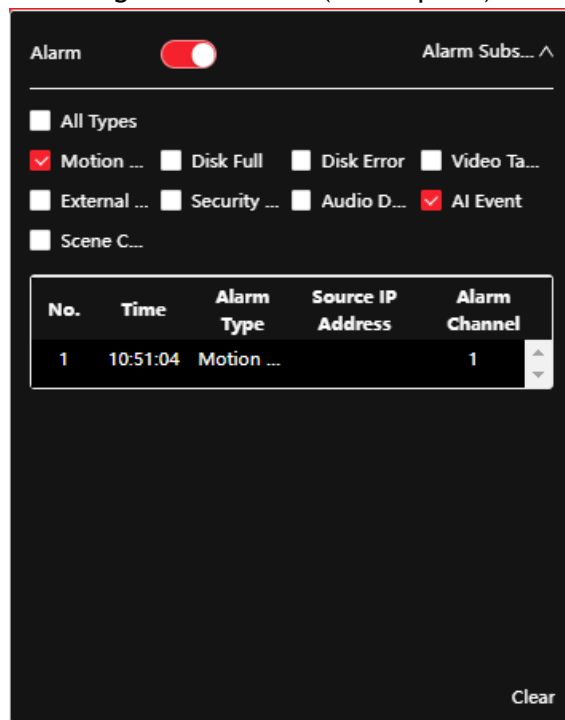 Alarm Alarm Subs...
All Types
Motion ... Disk Full Disk Error Video Ta...
External ... Security ... Audio D... AI Event
Scene C...
No. Time Alarm Type Source IP Address Alarm Channel
1 10:51:04 Motion ... 1
Clear